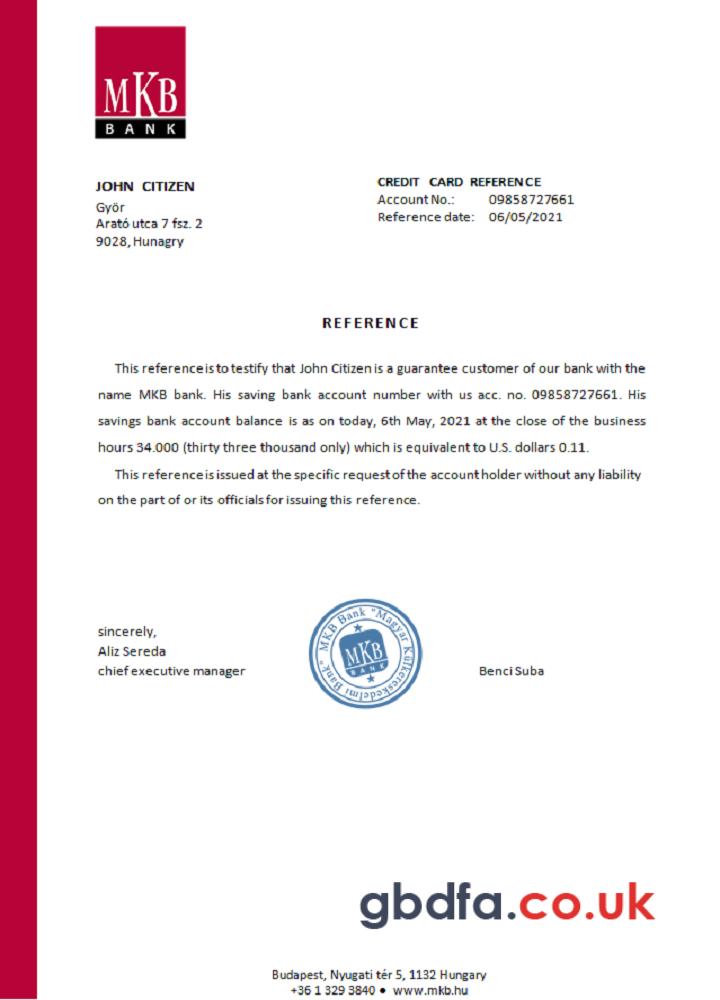 MKB
BANK
JOHN CITIZEN
Györ
Arató utca 7 fsz. 2
9028, Hunagry
CREDIT CARD REFERENCE
Account No.: 09858727661
Reference date: 06/05/2021
REFERENCE
This reference is to testify that John Citizen is a guarantee customer of our bank with the
name MKB bank. His saving bank account number with us acc. no. 09858727661. His
savings bank account balance is as on today, 6th May, 2021 at the close of the business
hours 34.000 (thirty three thousand only) which is equivalent to U.S. dollars 0.11.
This reference is issued at the specific request of the account holder without any liability
on the part of or its officials for issuing this reference.
sincerely,
Aliz Sereda
chief executive manager
MKB Bank "Magyar Külkereskedelmi Bank"
MKB
BANK
Benci Suba
gbdfa.co.uk
Budapest, Nyugati tér 5, 1132 Hungary
+36 1 329 3840 • www.mkb.hu